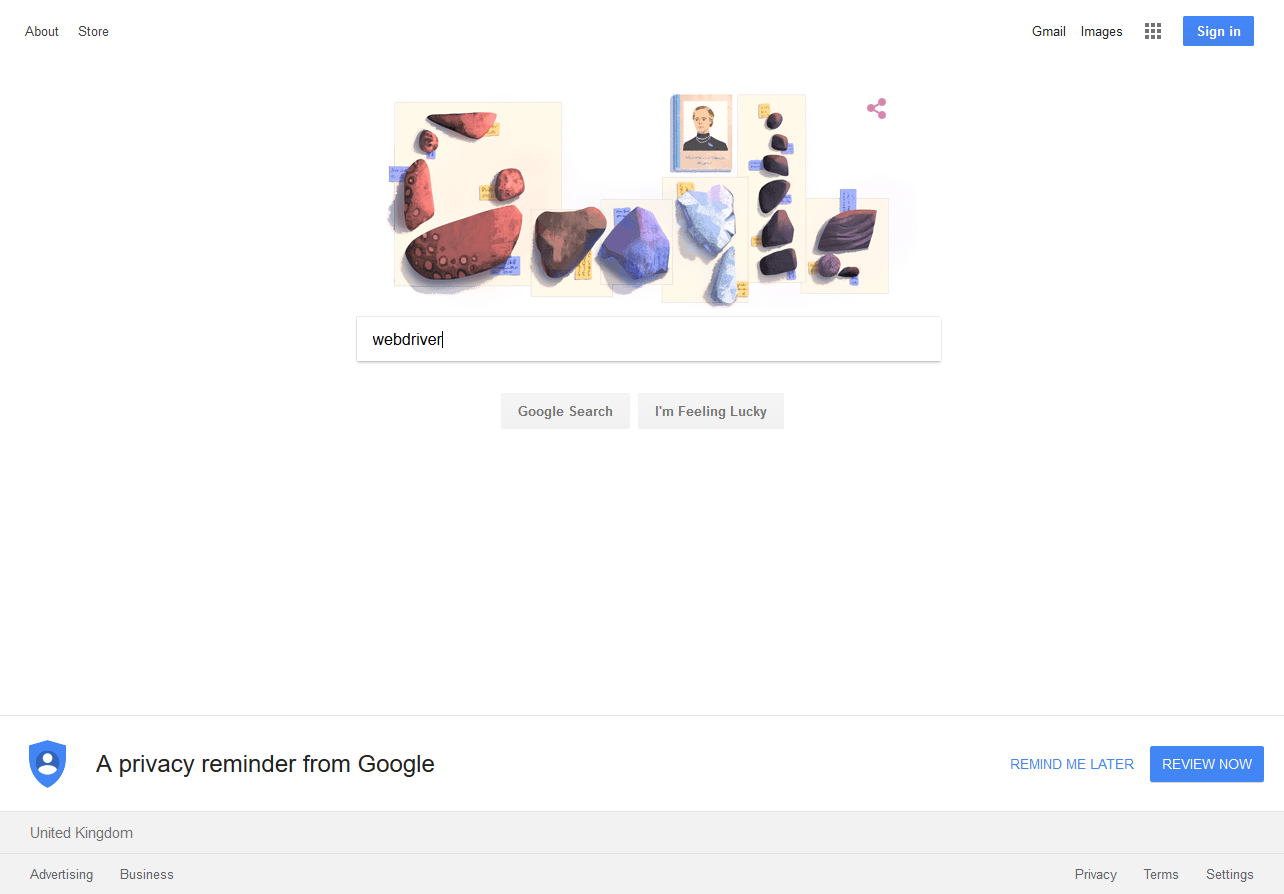 About Store Gmail Images Sign in
webdriver
Google Search I'm Feeling Lucky
A privacy reminder from Google REMIND ME LATER REVIEW NOW
United Kingdom
Advertising Business Privacy Terms Settings